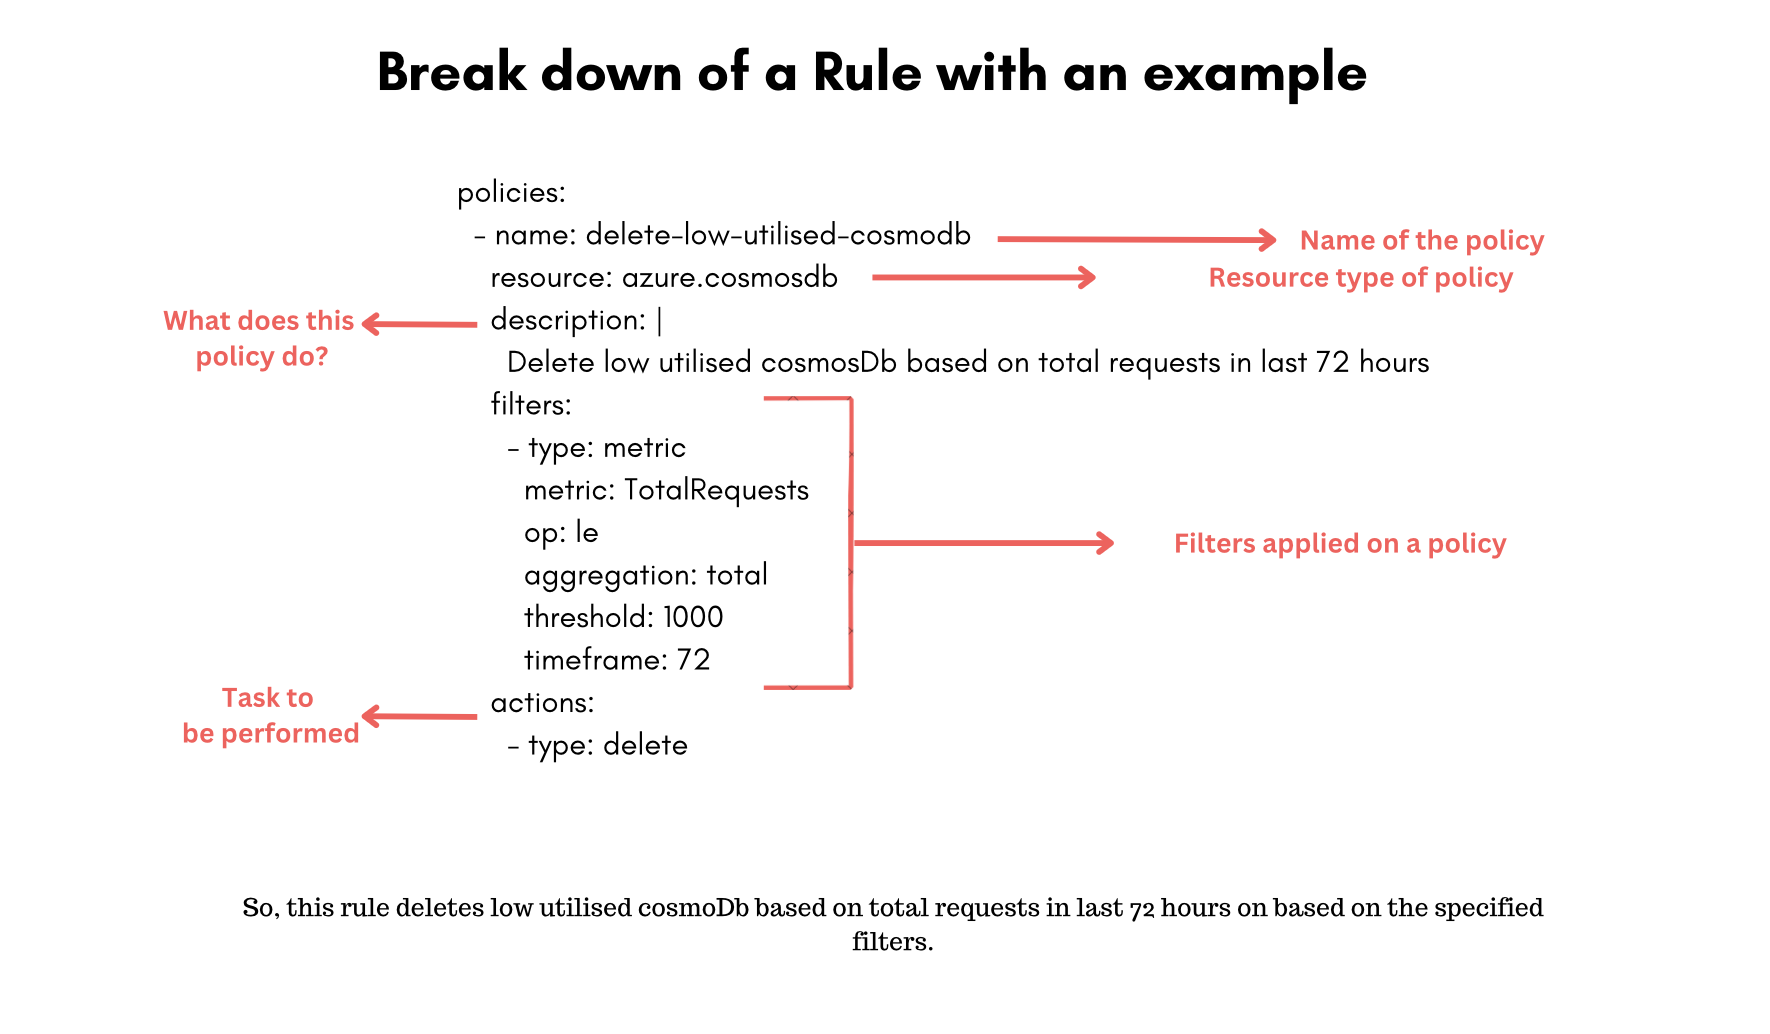 Break down of a Rule with an example
policies:
- name: delete-low-utilised-cosmodb
Name of the policy
resource: azure.cosmosdb
Resource type of policy
What does this
policy do?
description: |
Delete low utilised cosmosDb based on total requests in last 72 hours
filters:
- type: metric
metric: TotalRequests
op: le
aggregation: total
threshold: 1000
timeframe: 72
Filters applied on a policy
Task to
be performed
actions:
- type: delete
So, this rule deletes low utilised cosmoDb based on total requests in last 72 hours on based on the specified
filters.